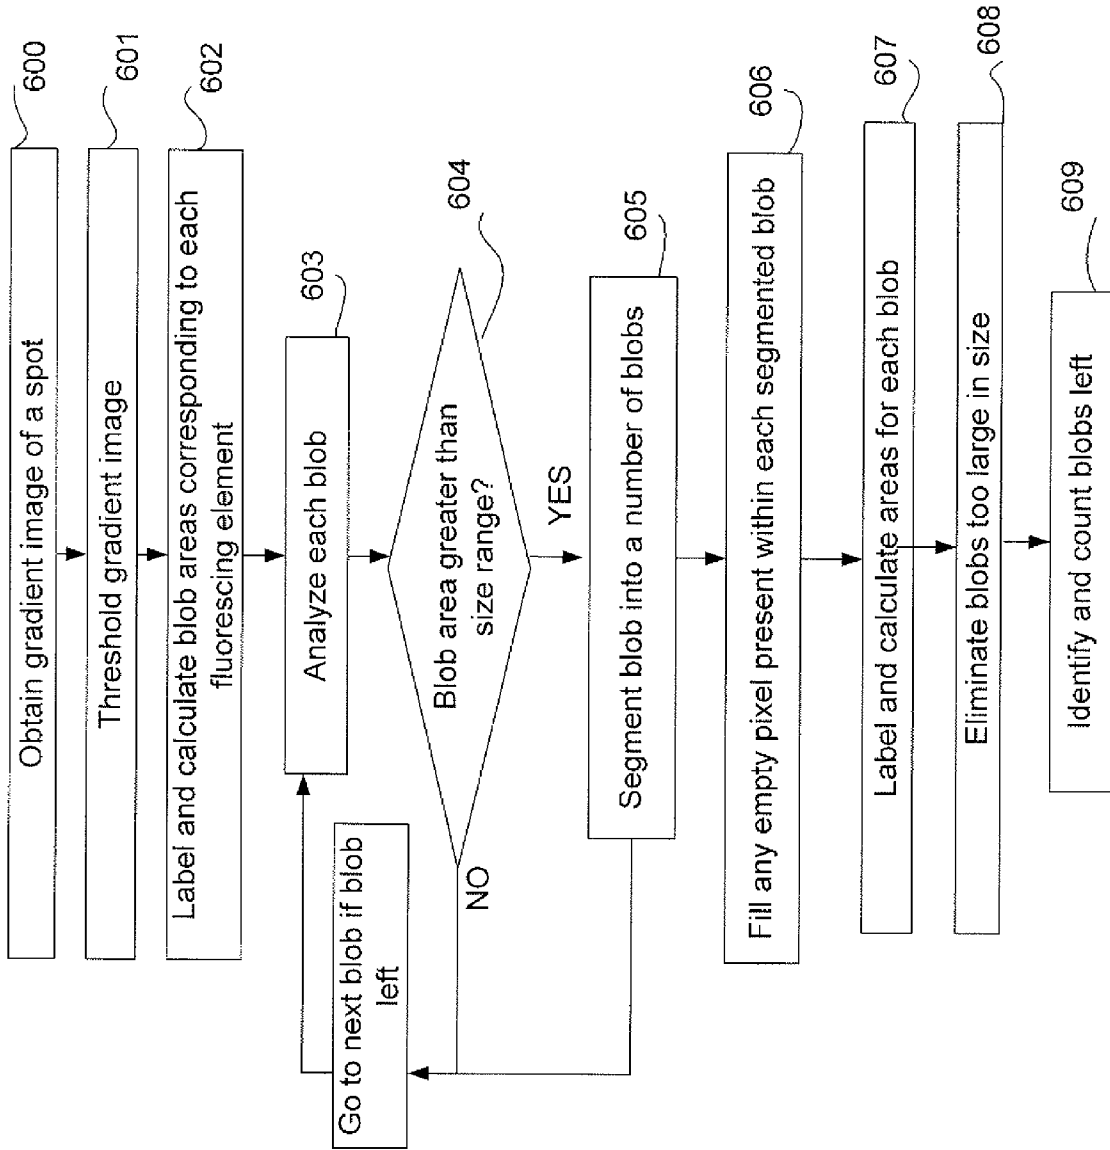 Obtain gradient image of a spot
600
Threshold gradient image
601
Label and calculate blob areas corresponding to each
fluorescing element
602
Analyze each blob
603
Go to next blob if blob
left
Blob area greater than
size range?
604
NO
YES
Segment blob into a number of blobs
605
Fill any empty pixel present within each segmented blob
606
Label and calculate areas for each blob
607
Eliminate blobs too large in size
608
Identify and count blobs left
609